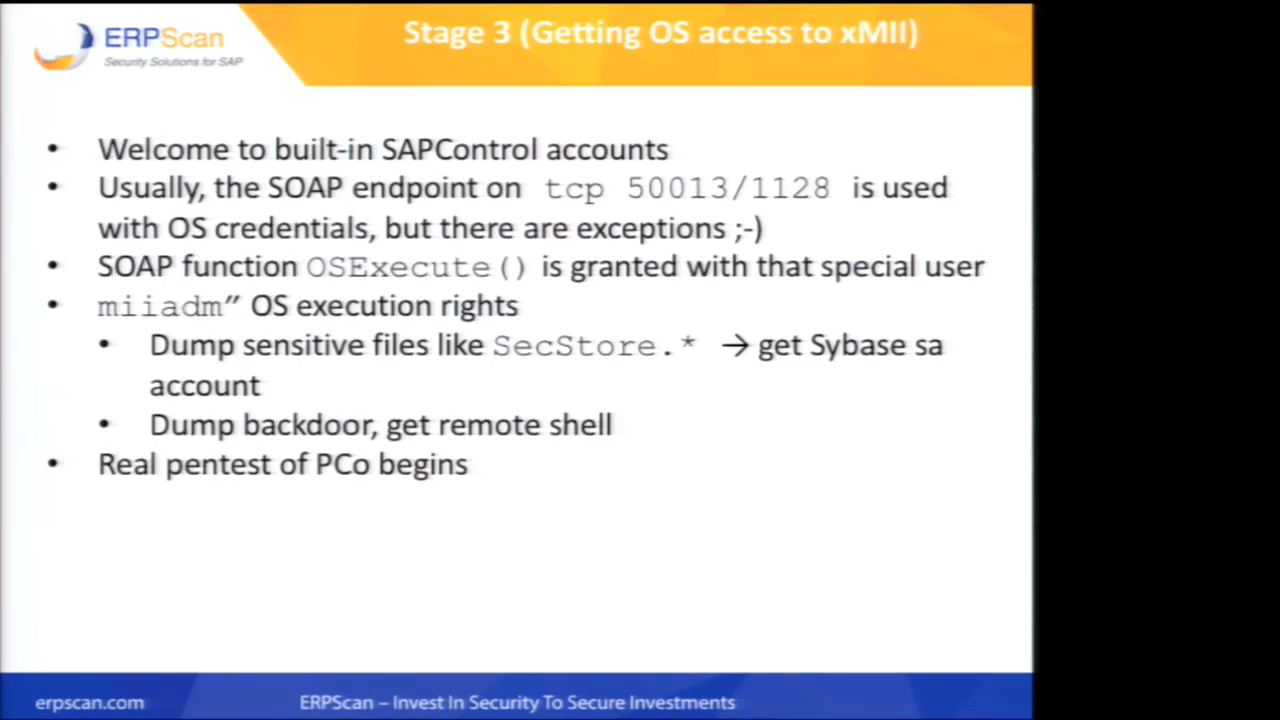 ERPScan
Security Solutions for SAP
Stage 3 (Getting OS access to xMII)
• Welcome to built-in SAPControl accounts
• Usually, the SOAP endpoint on tcp 50013/1128 is used
with OS credentials, but there are exceptions ;-)
• SOAP function OSExecute() is granted with that special user
• miiadm” OS execution rights
• Dump sensitive files like SecStore.* → get Sybase sa
account
• Dump backdoor, get remote shell
• Real pentest of PCo begins
erpscan.com
ERPScan – Invest In Security To Secure Investments